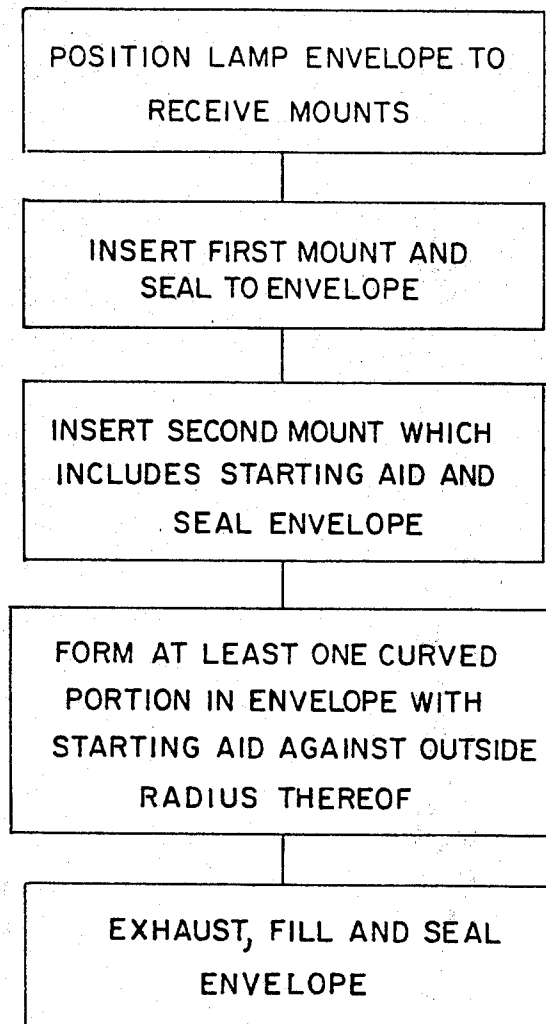 POSITION LAMP ENVELOPE TO
RECEIVE MOUNTS
INSERT FIRST MOUNT AND
SEAL TO ENVELOPE
INSERT SECOND MOUNT WHICH
INCLUDES STARTING AID AND
SEAL ENVELOPE
FORM AT LEAST ONE CURVED
PORTION IN ENVELOPE WITH
STARTING AID AGAINST OUTSIDE
RADIUS THEREOF
EXHAUST, FILL AND SEAL
ENVELOPE